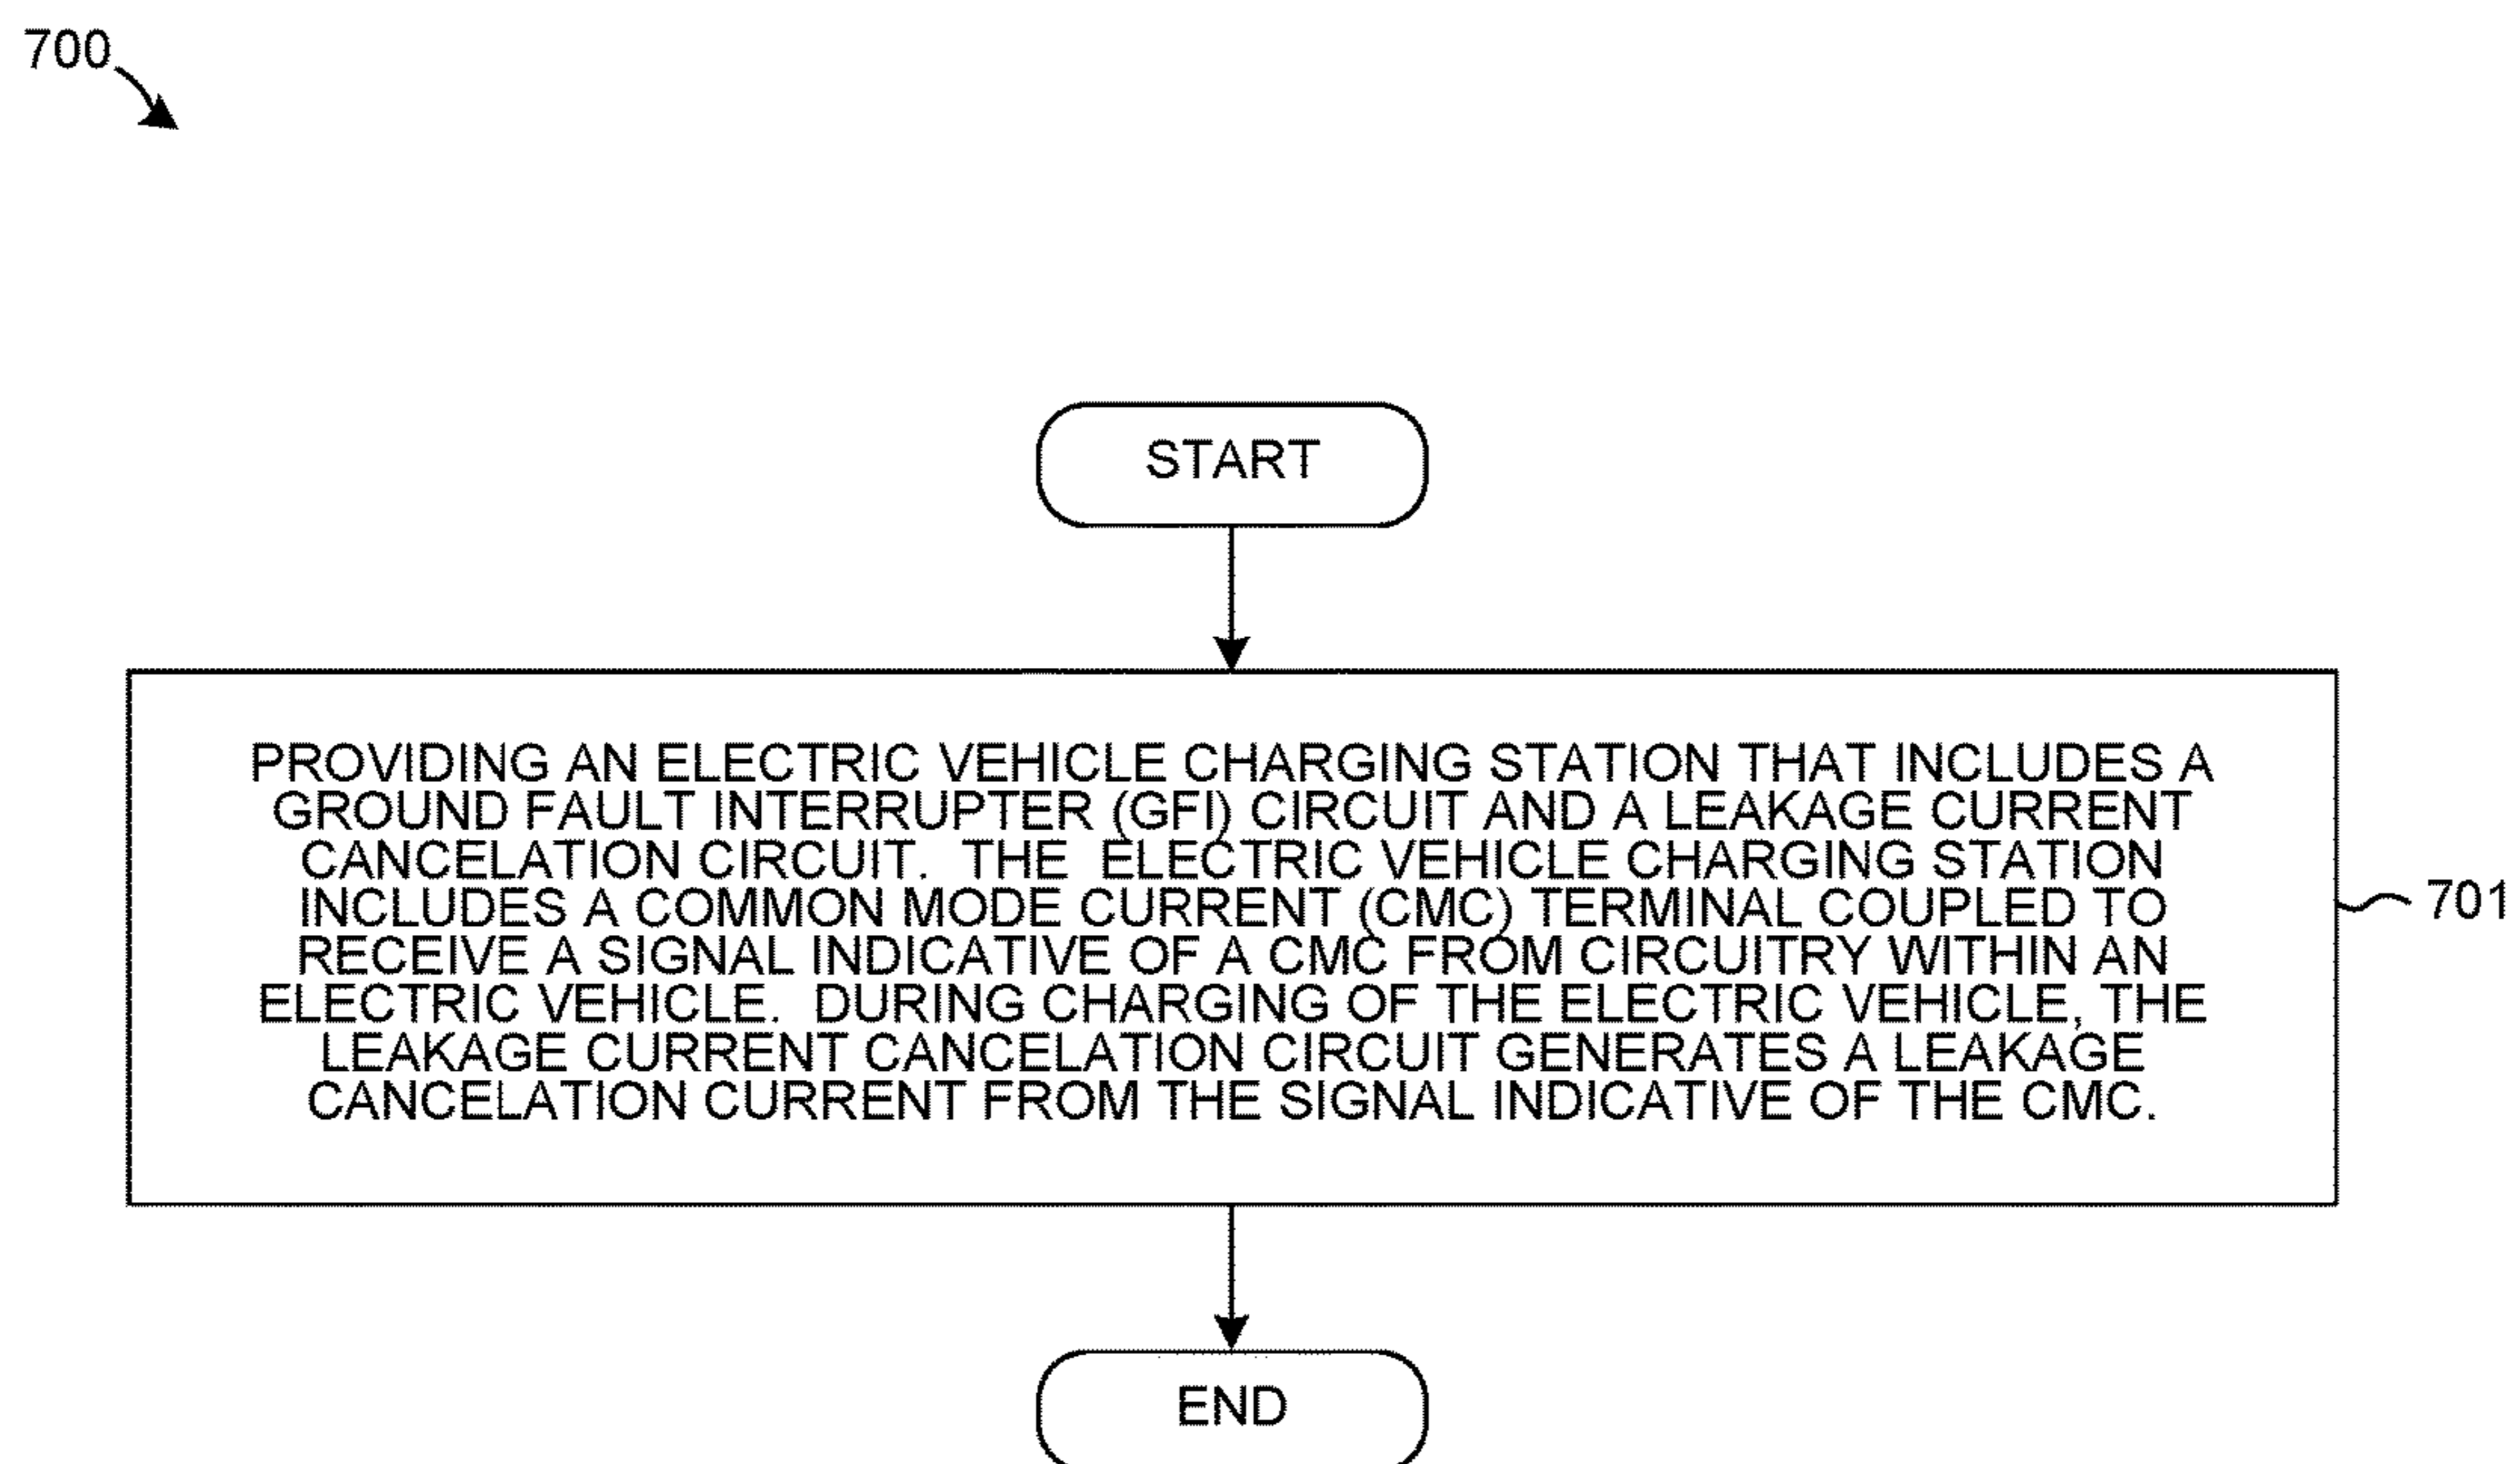 700
START
PROVIDING AN ELECTRIC VEHICLE CHARGING STATION THAT INCLUDES A
GROUND FAULT INTERRUPTER (GFI) CIRCUIT AND A LEAKAGE CURRENT
CANCELATION CIRCUIT.  THE  ELECTRIC VEHICLE CHARGING STATION
INCLUDES A COMMON MODE CURRENT (CMC) TERMINAL COUPLED TO
RECEIVE A SIGNAL INDICATIVE OF A CMC FROM CIRCUITRY WITHIN AN
ELECTRIC VEHICLE.  DURING CHARGING OF THE ELECTRIC VEHICLE, THE
LEAKAGE CURRENT CANCELATION CIRCUIT GENERATES A LEAKAGE
CANCELATION CURRENT FROM THE SIGNAL INDICATIVE OF THE CMC.
701
END